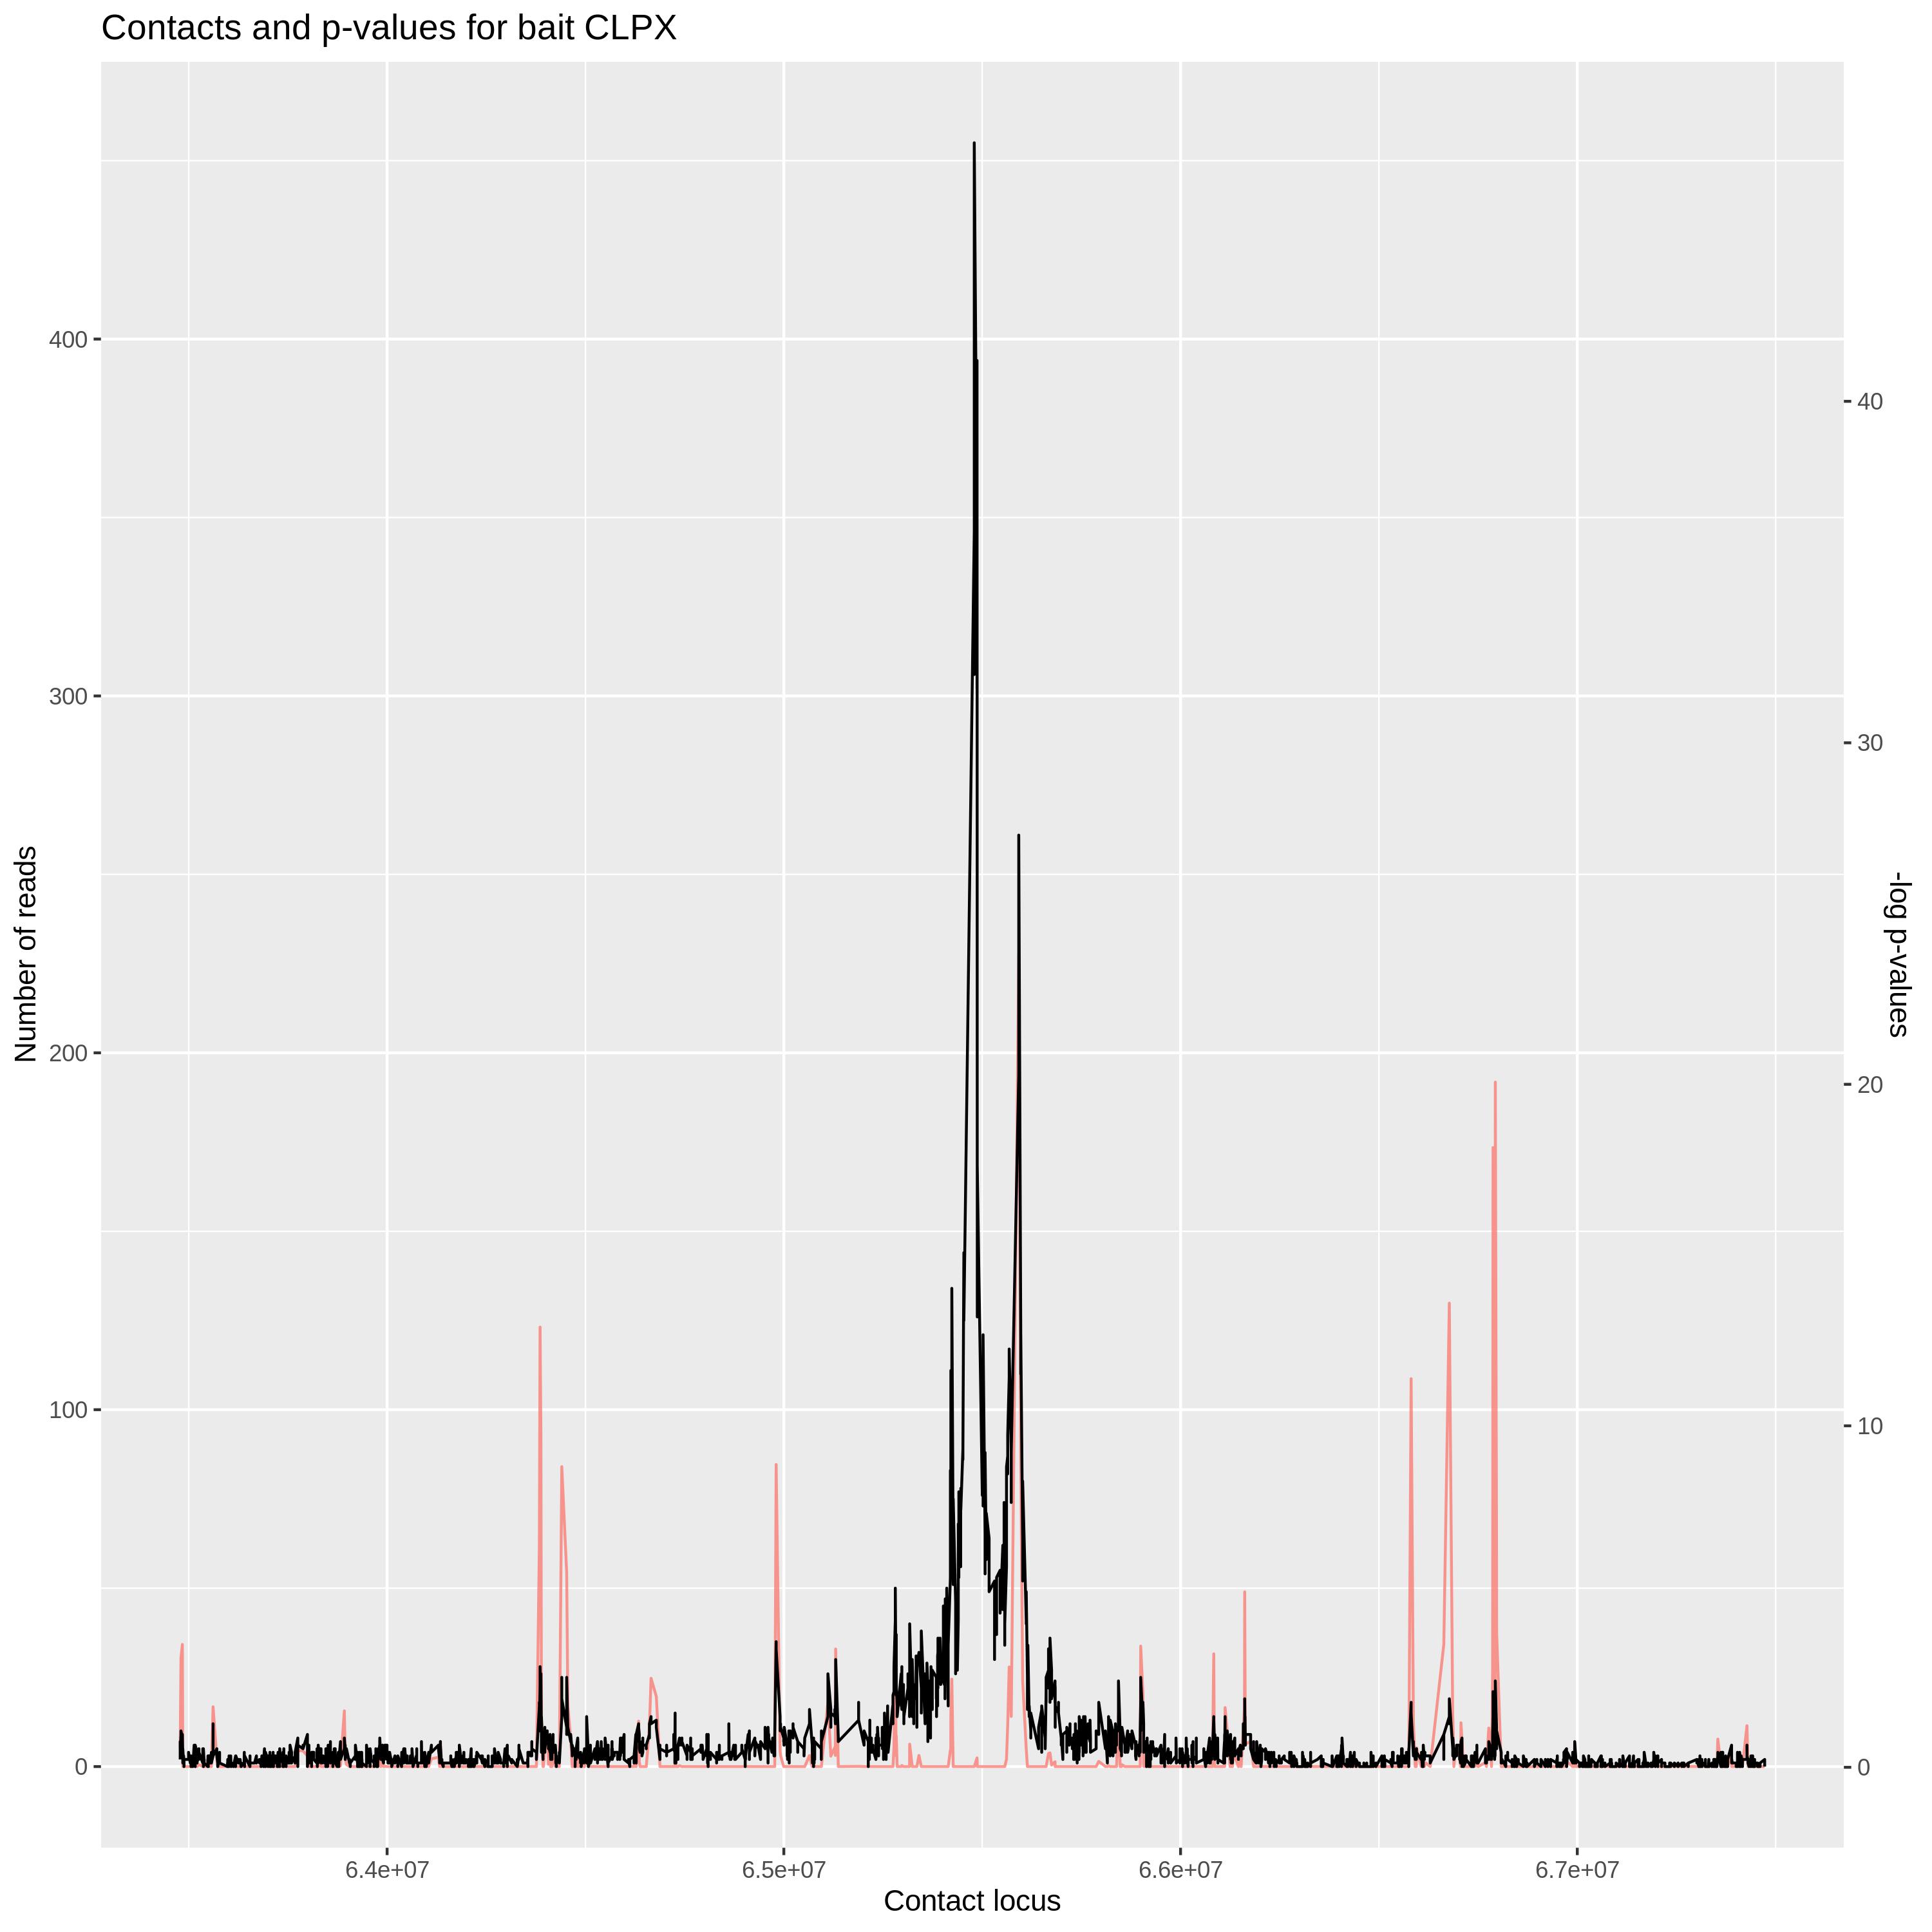 Contacts and p-values for bait CLPX
Number of reads
400
300
200
100
0
40
30
20
10
0
-log p-values
6.4e+07 6.5e+07 6.6e+07 6.7e+07
Contact locus